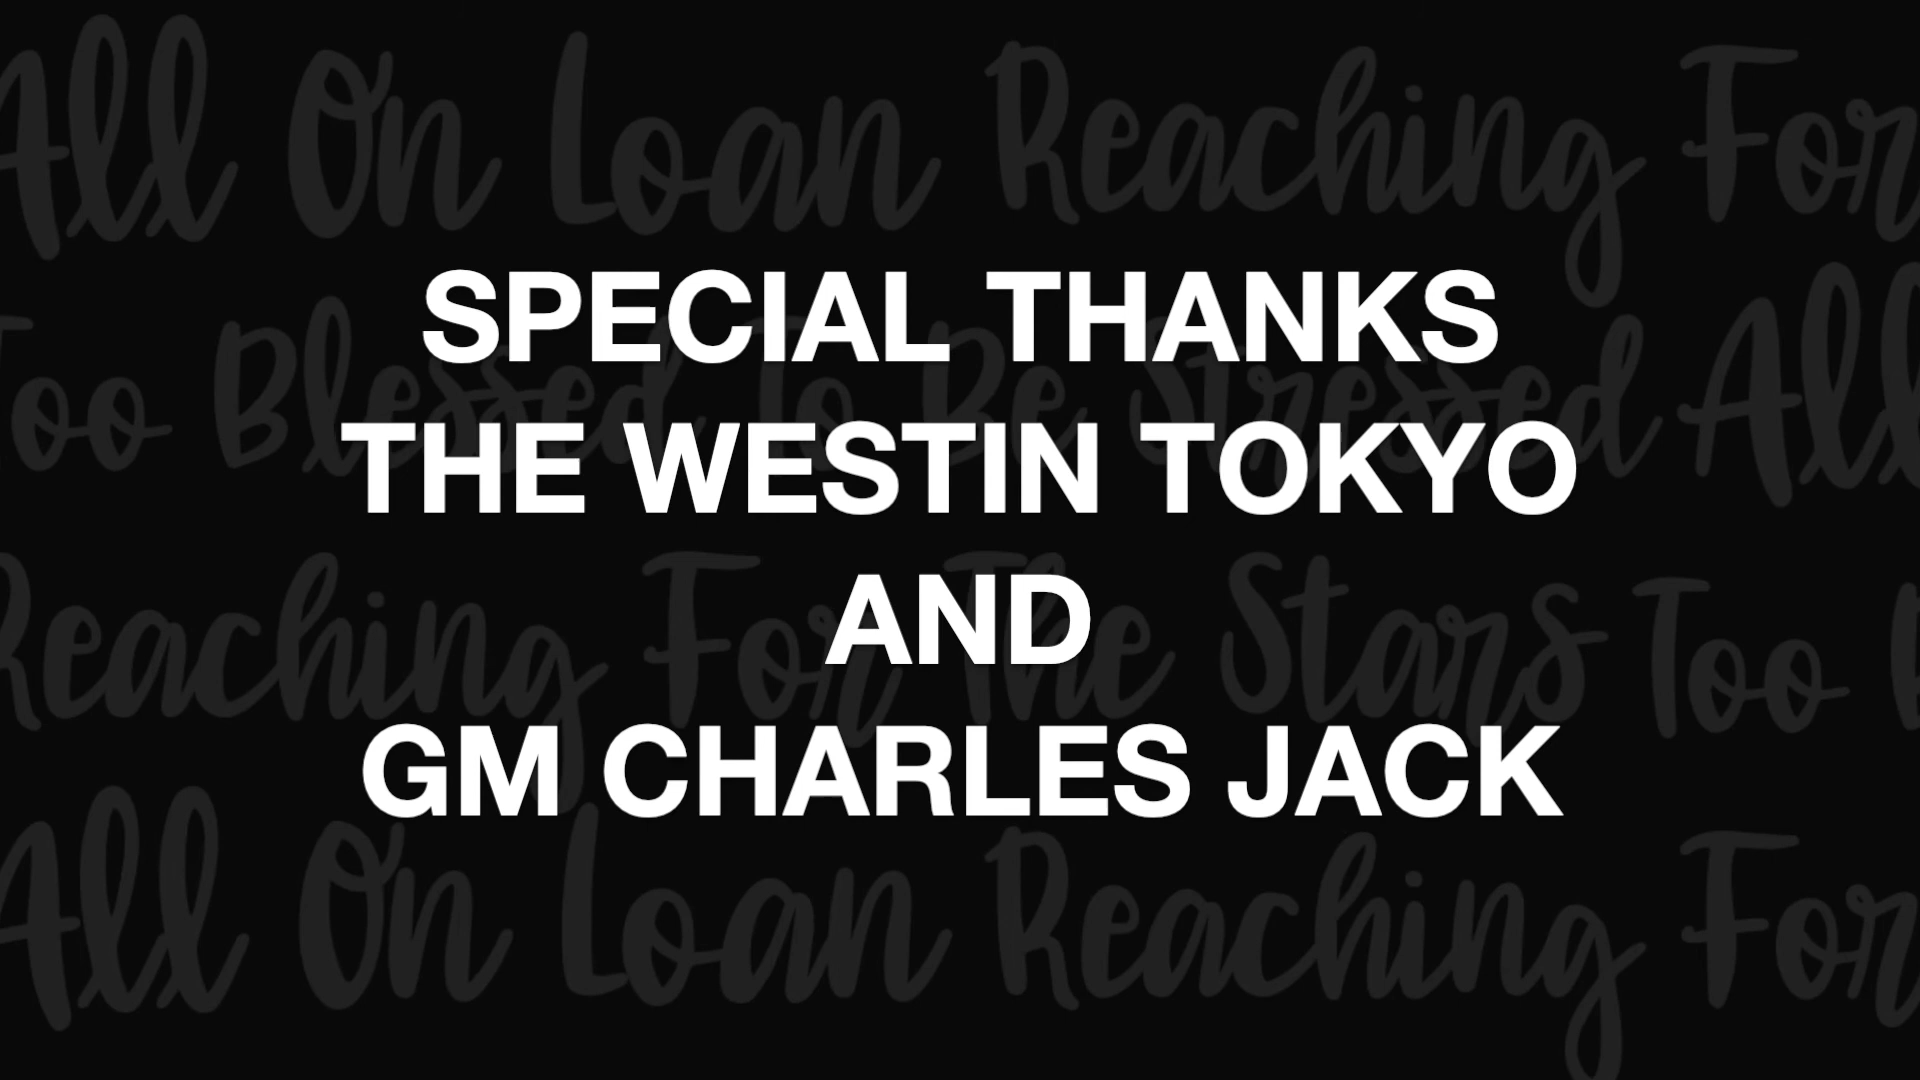 All On Loan Reaching For
SPECIAL THANKS
Too Blessed To Be Stressed All
THE WESTIN TOKYO
AND
Reaching For The Stars Too
GM CHARLES JACK
All On Loan Reaching For